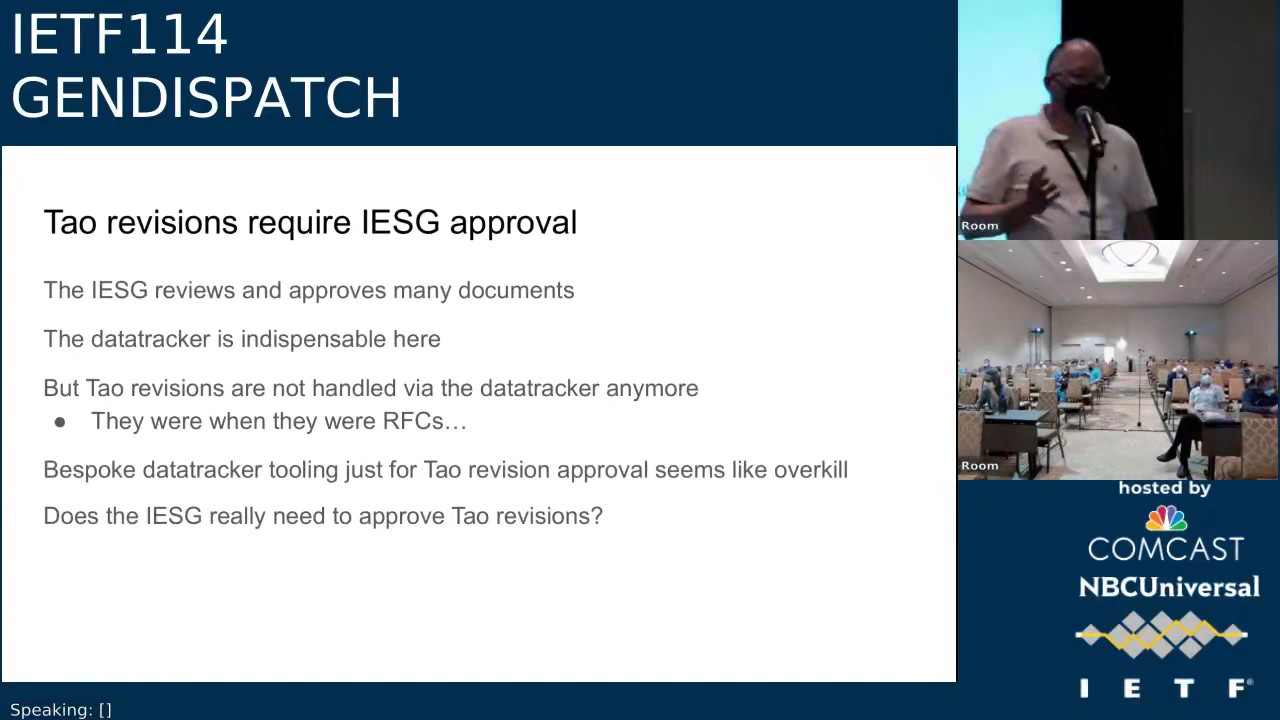 IETF114
GENDISPATCH
Tao revisions require IESG approval
The IESG reviews and approves many documents
The datatracker is indispensable here
But Tao revisions are not handled via the datatracker anymore
● They were when they were RFCs…
Bespoke datatracker tooling just for Tao revision approval seems like overkill
Does the IESG really need to approve Tao revisions?
Room
Room
hosted by
COMCAST
NBCUniversal
I E T F®
Speaking: []